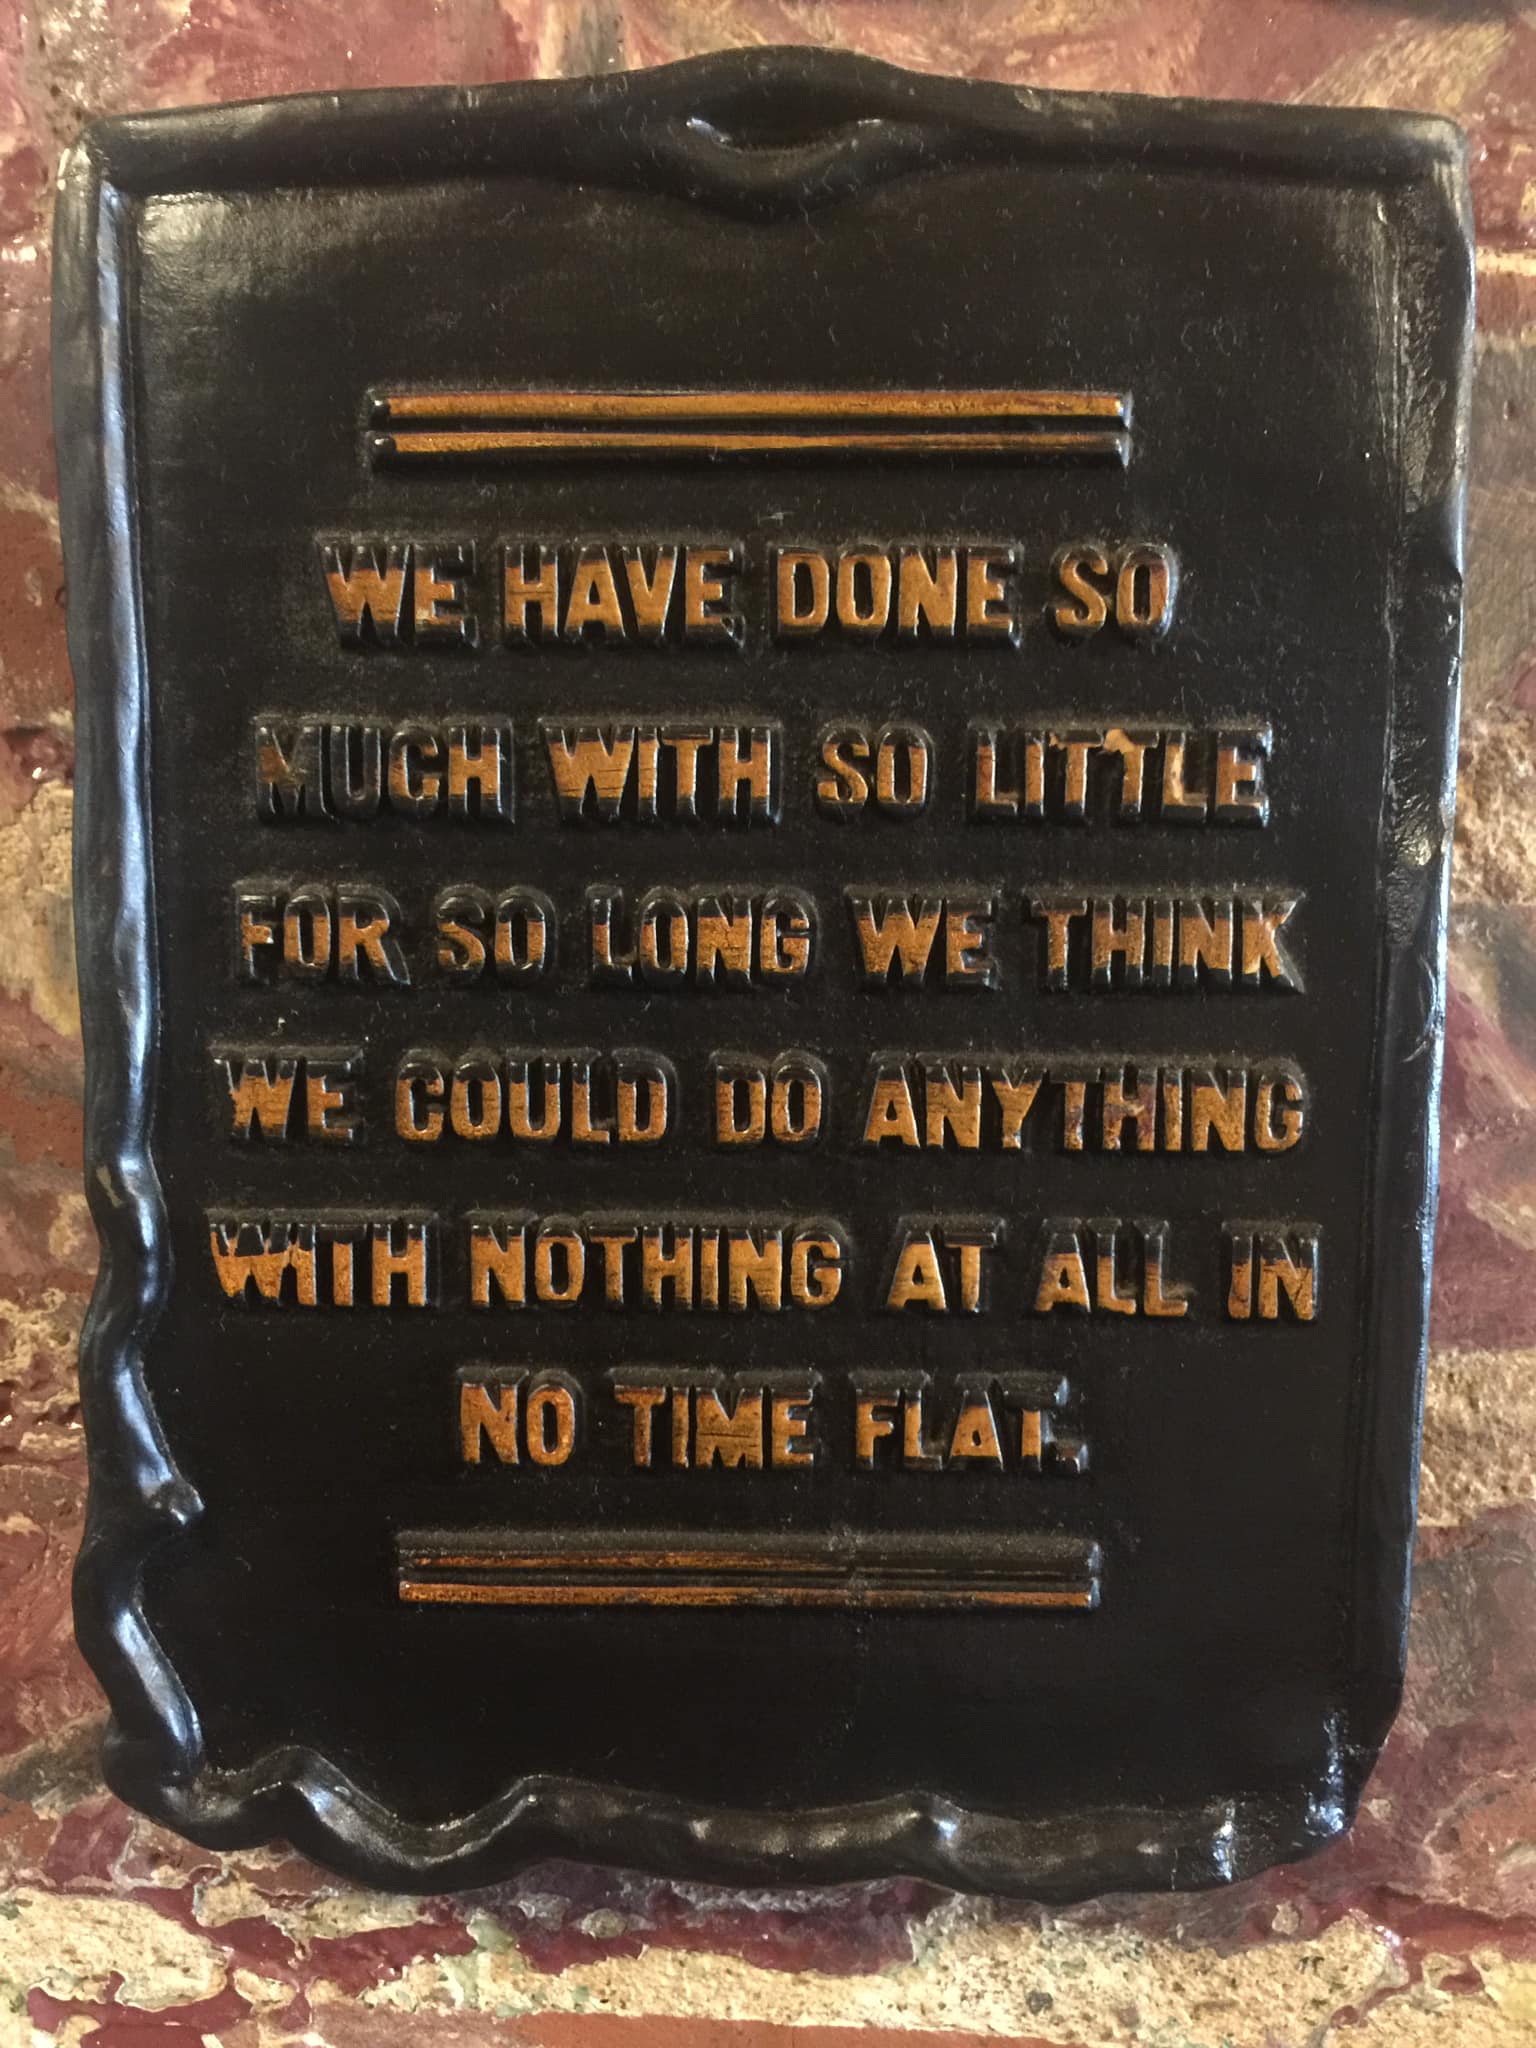 WE HAVE DONE SO
MUCH WITH SO LITTLE
FOR SO LONG WE THINK
WE COULD DO ANYTHING
WITH NOTHING AT ALL IN
NO TIME FLAT.